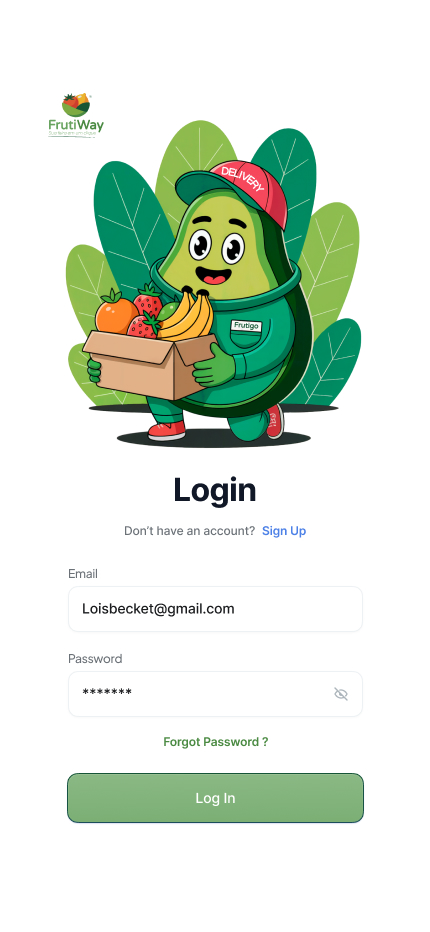 FrutiWay
DELIVERY
Frutigo
Login
Don't have an account? Sign Up
Email
Loisbecket@gmail.com
Password
*******
Forgot Password ?
Log In